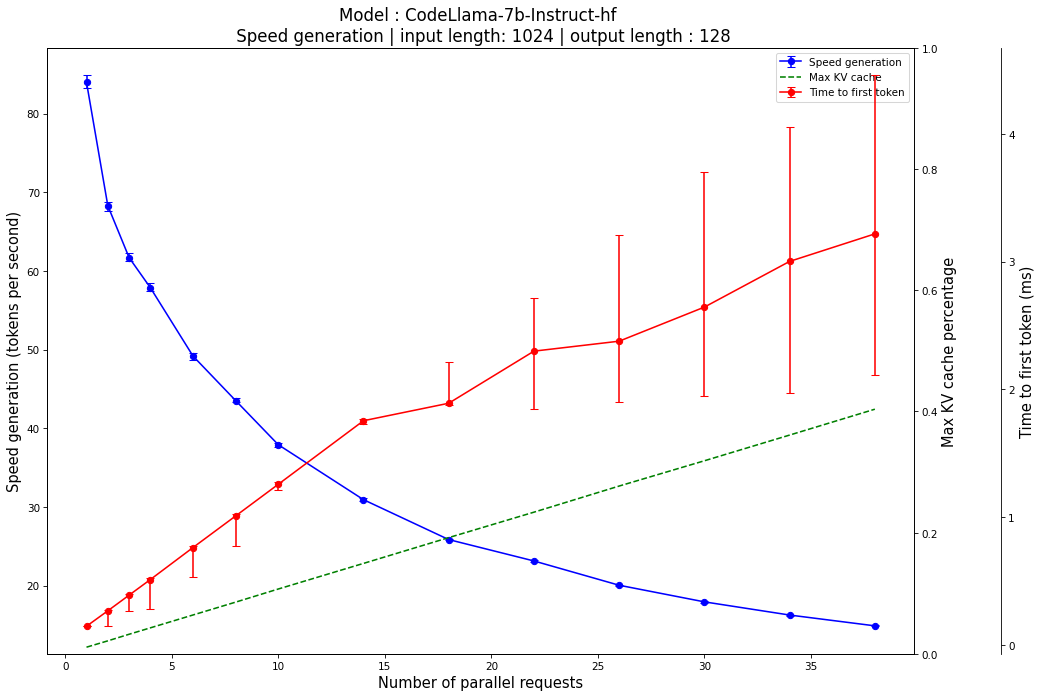 Model : CodeLlama-7b-Instruct-hf
Speed generation | input length: 1024 | output length : 128
Speed generation
Max KV cache
Time to first token
Speed generation (tokens per second)
80
70
60
50
40
30
20
1.0
0.8
0.6
0.4
0.2
0.0
Max KV cache percentage
4
3
2
1
0
Time to first token (ms)
0 5 10 15 20 25 30 35
Number of parallel requests